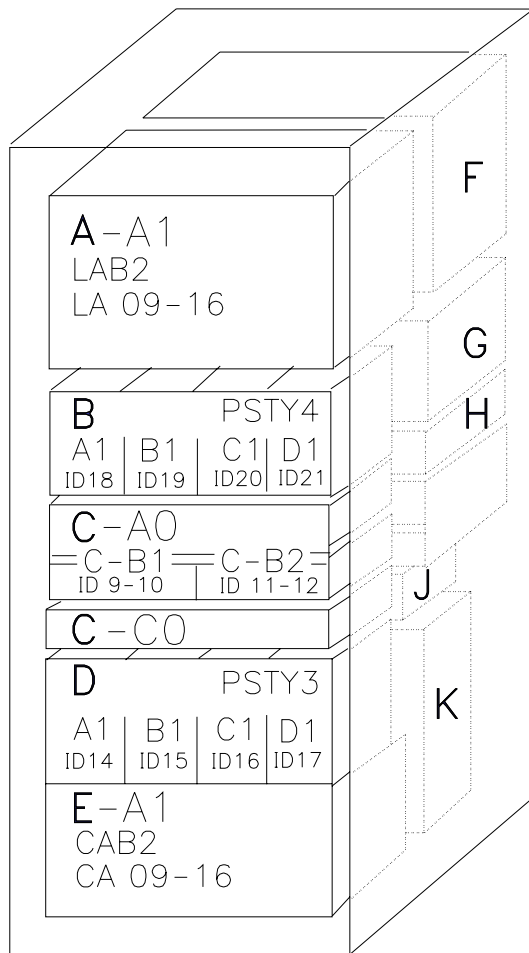 A-A1
LAB2
LA 09-16
B PSTY4
A1 B1 C1 D1
ID18 ID19 ID20 ID21
C-A0
C-B1 C-B2
ID 9-10 ID 11-12
C-C0
D PSTY3
A1 B1 C1 D1
ID14 ID15 ID16 ID17
E-A1
CAB2
CA 09-16
F
G
H
J
K